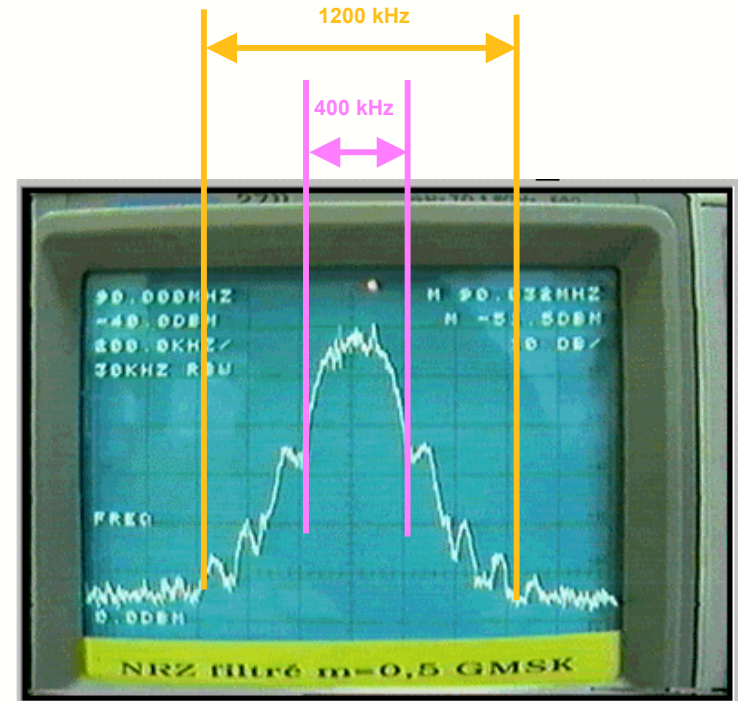 1200 kHz
400 kHz
90.000MHZ
-40.0DBM
200.0KHZ/
30KHZ RBW
M 90.032MHZ
M -5 .5DBM
10 DB/
FREQ
0.0DBM
NRZ filtré m=0,5 GMSK